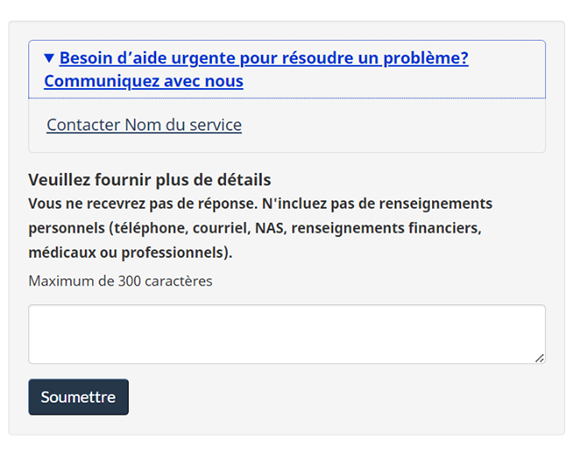 ▼ Besoin d’aide urgente pour résoudre un problème?
Communiquez avec nous
Contacter Nom du service
Veuillez fournir plus de détails
Vous ne recevrez pas de réponse. N'incluez pas de renseignements
personnels (téléphone, courriel, NAS, renseignements financiers,
médicaux ou professionnels).
Maximum de 300 caractères
Soumettre